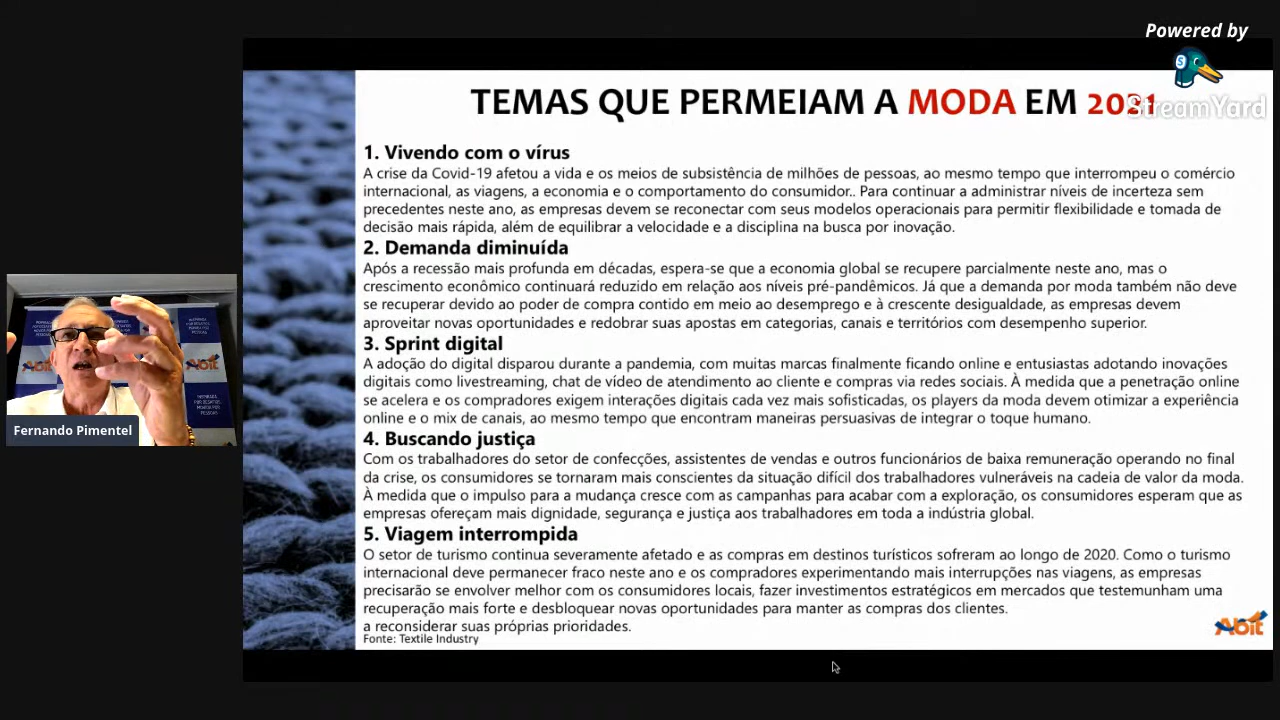 Powered by
StreamYard
TEMAS QUE PERMEIAM A MODA EM 2021
1. Vivendo com o vírus
A crise da Covid-19 afetou a vida e os meios de subsistência de milhões de pessoas, ao mesmo tempo que interrompeu o comércio
internacional, as viagens, a economia e o comportamento do consumidor.. Para continuar a administrar níveis de incerteza sem
precedentes neste ano, as empresas devem se reconectar com seus modelos operacionais para permitir flexibilidade e tomada de
decisão mais rápida, além de equilibrar a velocidade e a disciplina na busca por inovação.
2. Demanda diminuída
Após a recessão mais profunda em décadas, espera-se que a economia global se recupere parcialmente neste ano, mas o
crescimento econômico continuará reduzido em relação aos níveis pré-pandêmicos. Já que a demanda por moda também não deve
se recuperar devido ao poder de compra contido em meio ao desemprego e à crescente desigualdade, as empresas devem
aproveitar novas oportunidades e redobrar suas apostas em categorias, canais e territórios com desempenho superior.
3. Sprint digital
A adoção do digital disparou durante a pandemia, com muitas marcas finalmente ficando online e entusiastas adotando inovações
digitais como livestreaming, chat de vídeo de atendimento ao cliente e compras via redes sociais. À medida que a penetração online
se acelera e os compradores exigem interações digitais cada vez mais sofisticadas, os players da moda devem otimizar a experiência
online e o mix de canais, ao mesmo tempo que encontram maneiras persuasivas de integrar o toque humano.
4. Buscando justiça
Com os trabalhadores do setor de confecções, assistentes de vendas e outros funcionários de baixa remuneração operando no final
da crise, os consumidores se tornaram mais conscientes da situação difícil dos trabalhadores vulneráveis na cadeia de valor da moda.
À medida que o impulso para a mudança cresce com as campanhas para acabar com a exploração, os consumidores esperam que as
empresas ofereçam mais dignidade, segurança e justiça aos trabalhadores em toda a indústria global.
5. Viagem interrompida
O setor de turismo continua severamente afetado e as compras em destinos turísticos sofreram ao longo de 2020. Como o turismo
internacional deve permanecer fraco neste ano e os compradores experimentando mais interrupções nas viagens, as empresas
precisarão se envolver melhor com os consumidores locais, fazer investimentos estratégicos em mercados que testemunham uma
recuperação mais forte e desbloquear novas oportunidades para manter as compras dos clientes.
a reconsiderar suas próprias prioridades.
Fonte: Textile Industry
Abit
Abit
Abit
Fernando Pimentel